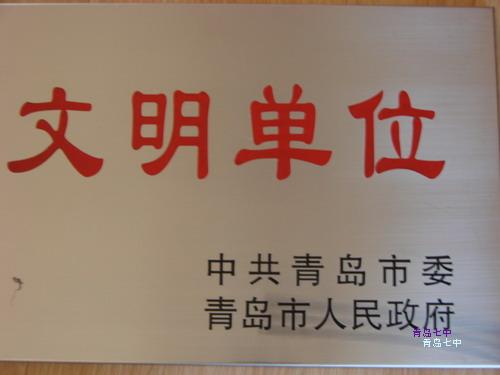 文明单位
中共青岛市委
青岛市人民政府
青岛七中
青岛七中